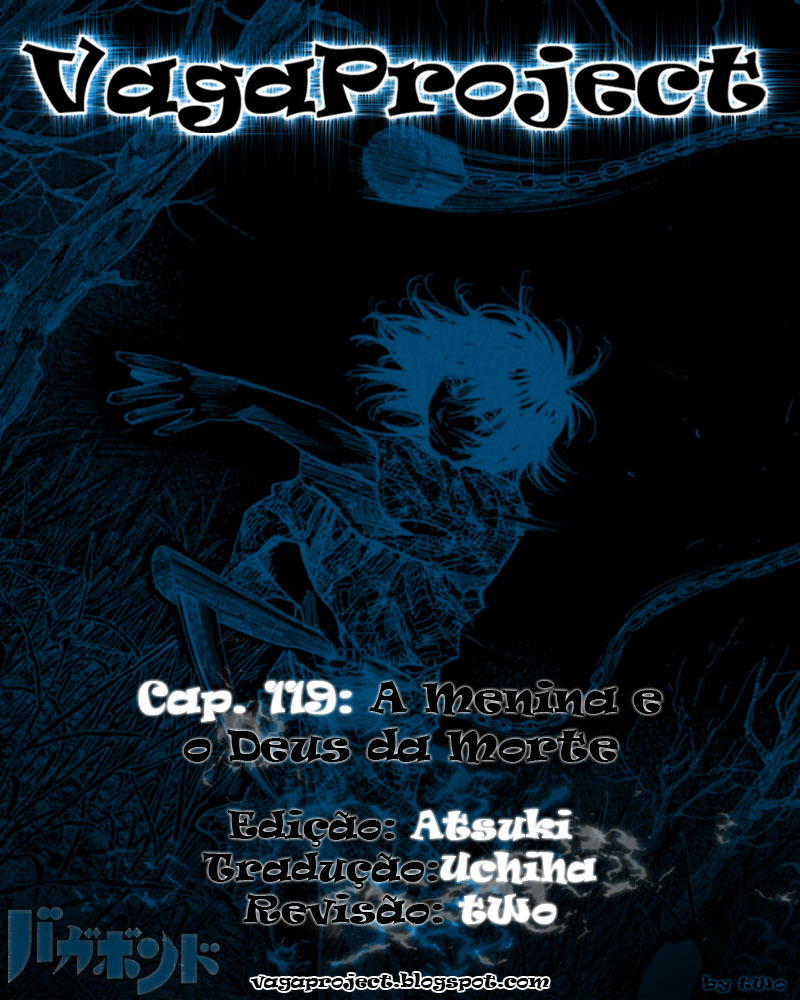 VagaProject
Cap. 119: A Menina e
o Deus da Morte
Edição: Atsuki
Tradução:Uchiha
Revisão: tWo
バガボンド
vagaproject.blogspot.com
by tWo